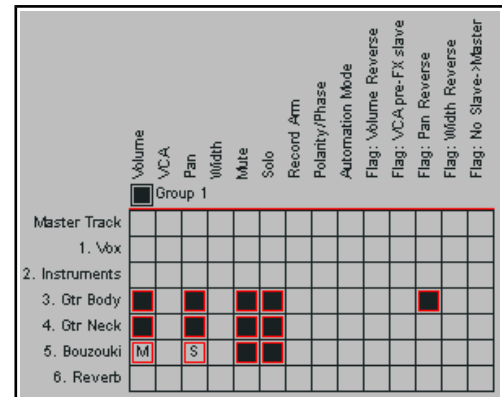 Volume
VCA
Pan
Width
Mute
Solo
Record Arm
Polarity/Phase
Automation Mode
Flag: Volume Reverse
Flag: VCA pre-FX slave
Flag: Pan Reverse
Flag: Width Reverse
Flag: No Slave->Master
Group 1
Master Track
1. Vox
2. Instruments
3. Gtr Body
4. Gtr Neck
5. Bouzouki M S
6. Reverb